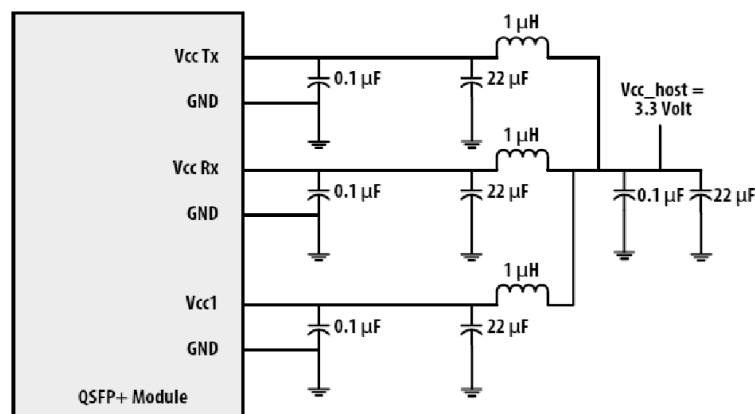 1 µH
Vcc Tx
0.1 µF
22 µF
GND
Vcc_host =
3.3 Volt
1 µH
Vcc Rx
0.1 µF
22 µF
0.1 µF
22 µF
GND
1 µH
Vcc1
0.1 µF
22 µF
GND
QSFP+ Module